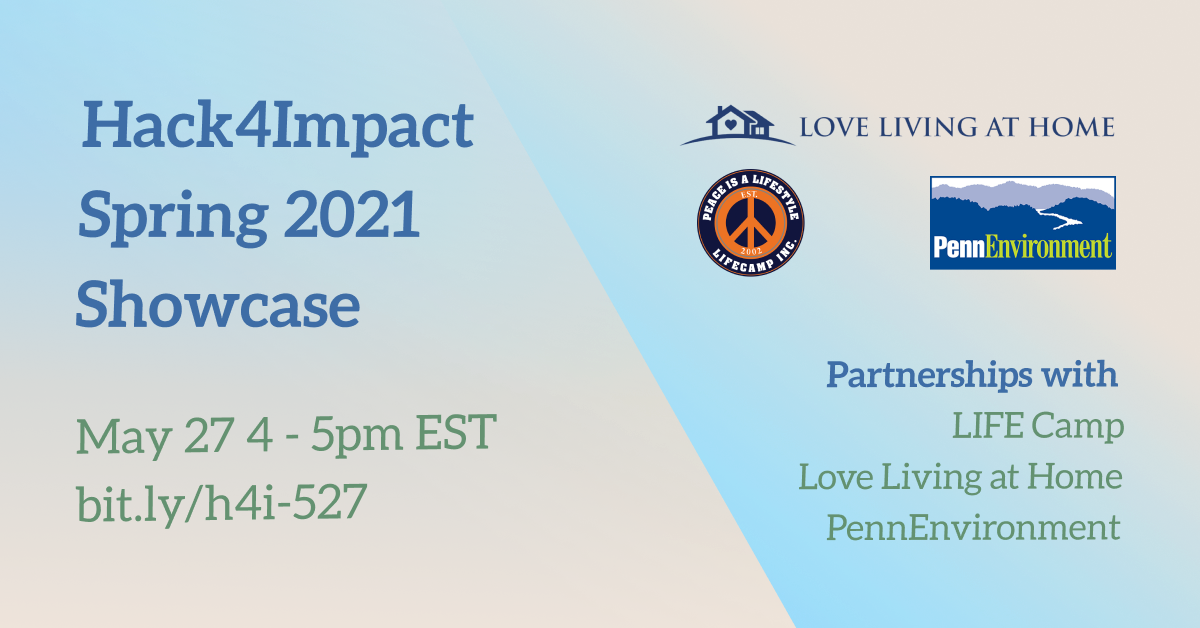 Hack4Impact
Spring 2021
Showcase
May 27 4 - 5pm EST
bit.ly/h4i-527
LOVE LIVING AT HOME
PEACE IS A LIFESTYLE
EST.
2002
LIFECAMP INC.
PennEnvironment
Partnerships with
LIFE Camp
Love Living at Home
PennEnvironment